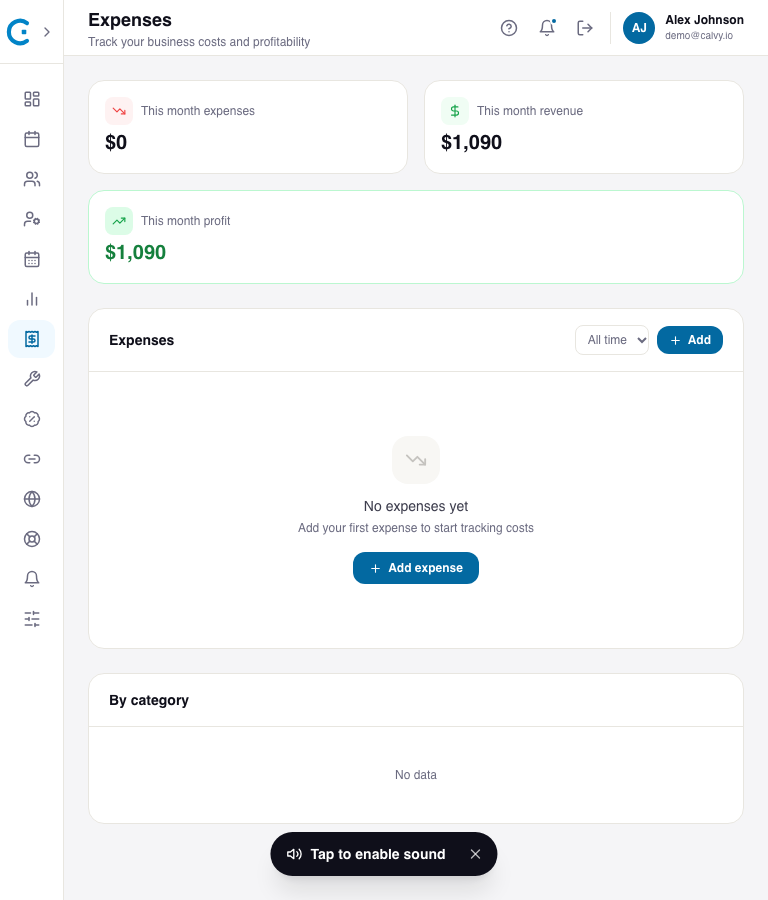 Expenses
Track your business costs and profitability
AJ
Alex Johnson
demo@calvy.io
This month expenses
$0
This month revenue
$1,090
This month profit
$1,090
Expenses
All time
Add
No expenses yet
Add your first expense to start tracking costs
Add expense
By category
No data
Tap to enable sound